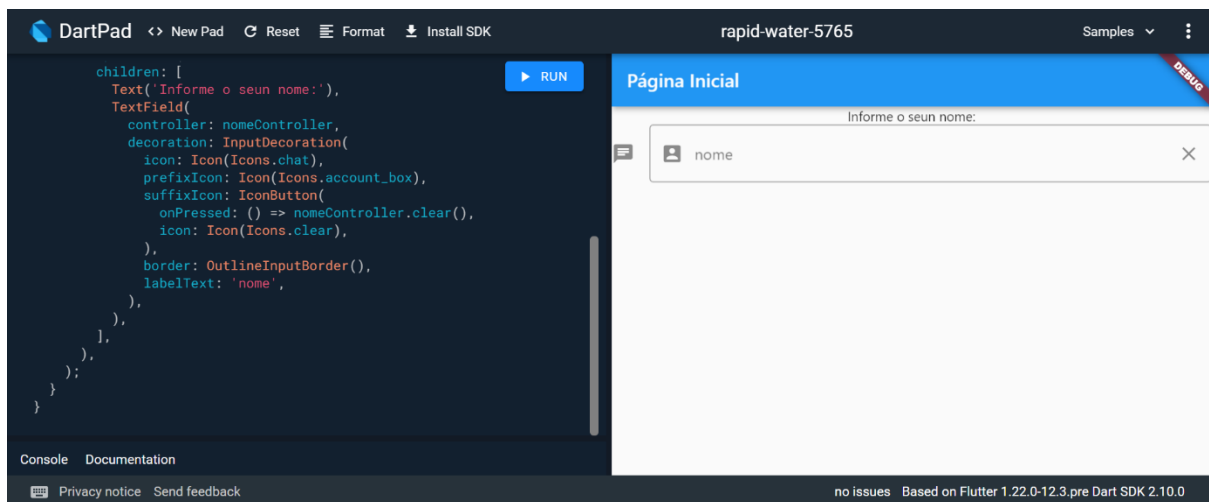 DartPad <> New Pad Reset Format Install SDK rapid-water-5765 Samples
children: [
Text('Informe o seun nome:'),
TextField(
controller: nomeController,
decoration: InputDecoration(
icon: Icon(Icons.chat),
prefixIcon: Icon(Icons.account_box),
suffixIcon: IconButton(
onPressed: () => nomeController.clear(),
icon: Icon(Icons.clear),
),
border: OutlineInputBorder(),
labelText: 'nome',
),
),
],
),
);
}
}
RUN
Página Inicial
DEBUG
Informe o seun nome:
nome
Console Documentation
Privacy notice Send feedback
no issues Based on Flutter 1.22.0-12.3.pre Dart SDK 2.10.0